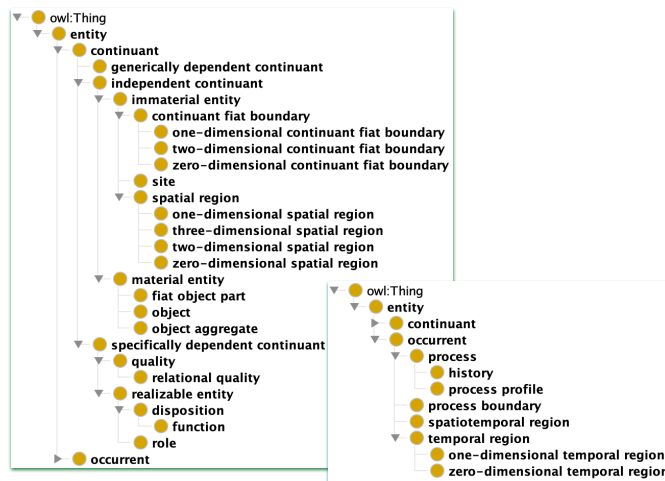 owl:Thing
entity
continuant
generically dependent continuant
independent continuant
immaterial entity
continuant fiat boundary
one-dimensional continuant fiat boundary
two-dimensional continuant fiat boundary
zero-dimensional continuant fiat boundary
site
spatial region
one-dimensional spatial region
three-dimensional spatial region
two-dimensional spatial region
zero-dimensional spatial region
material entity
fiat object part
object
object aggregate
specifically dependent continuant
quality
relational quality
realizable entity
disposition
function
role
occurrent
owl:Thing
entity
continuant
occurrent
process
history
process profile
process boundary
spatiotemporal region
temporal region
one-dimensional temporal region
zero-dimensional temporal region